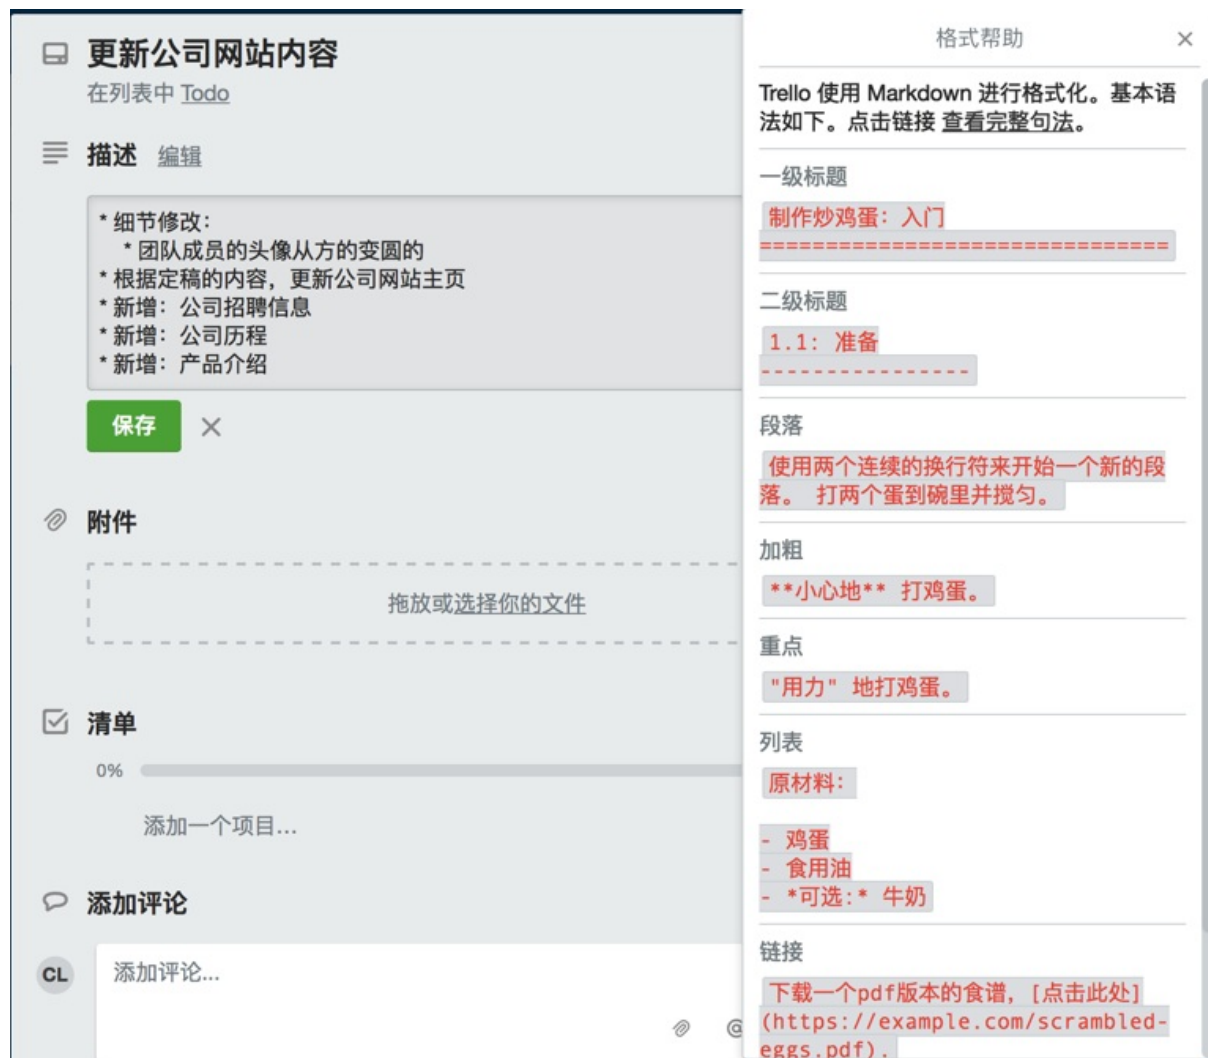 更新公司网站内容
在列表中 Todo
描述 编辑
* 细节修改：
* 团队成员的头像从方的变圆的
* 根据定稿的内容，更新公司网站主页
* 新增：公司招聘信息
* 新增：公司历程
* 新增：产品介绍
保存
附件
拖放或选择你的文件
清单
0%
添加一个项目...
添加评论
CL
添加评论...
@
格式帮助
Trello 使用 Markdown 进行格式化。基本语
法如下。点击链接 查看完整句法。
一级标题
制作炒鸡蛋：入门
===============================
二级标题
1.1: 准备
----------------
段落
使用两个连续的换行符来开始一个新的段
落。 打两个蛋到碗里并搅匀。
加粗
**小心地** 打鸡蛋。
重点
"用力" 地打鸡蛋。
列表
原材料：
- 鸡蛋
- 食用油
- *可选:* 牛奶
链接
下载一个pdf版本的食谱，[点击此处]
(https://example.com/scrambled-
eggs.pdf).